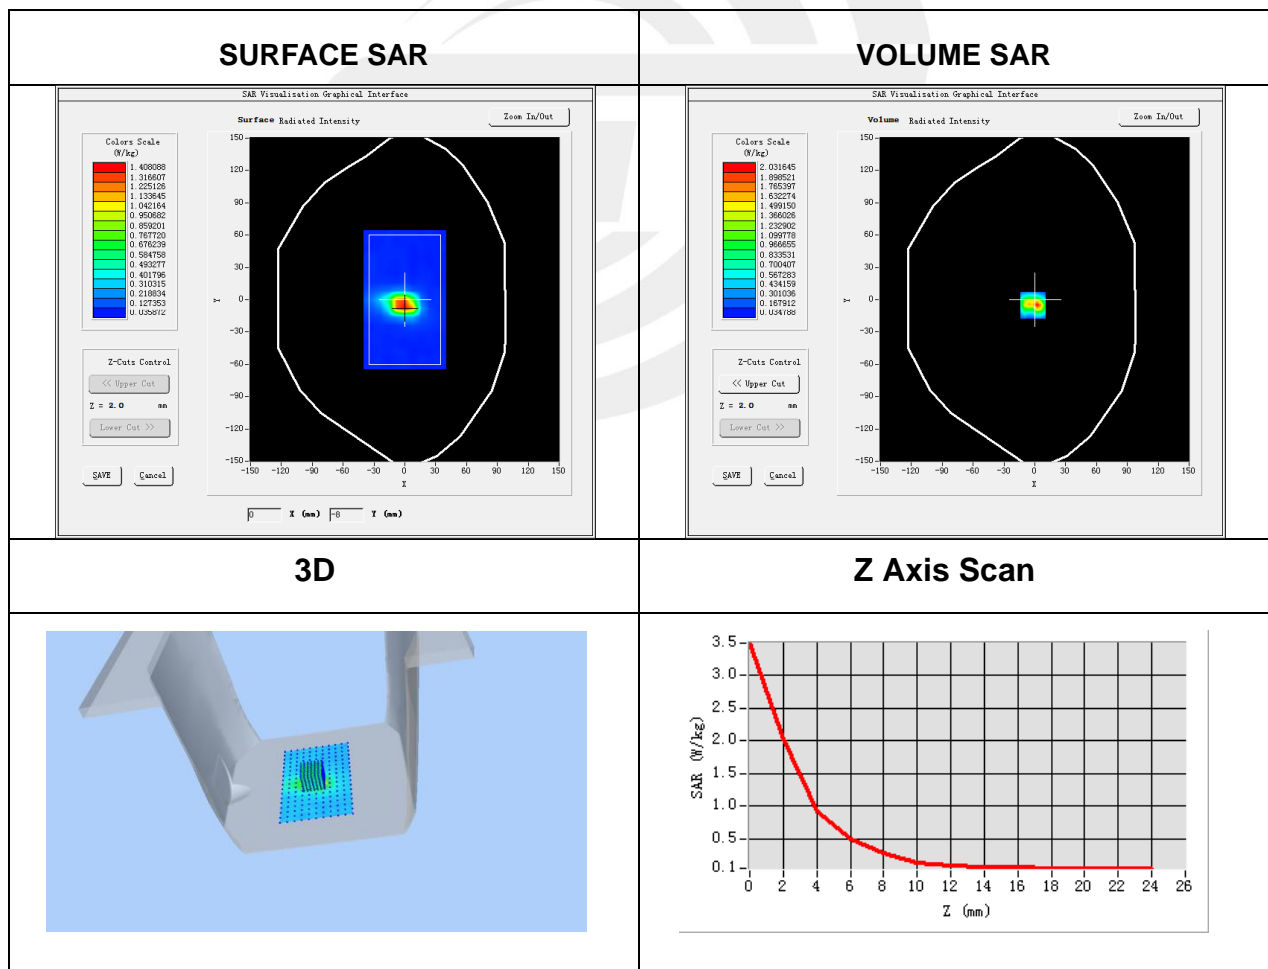 SURFACE SAR
VOLUME SAR
SAR Visualisation Graphical Interface
Surface Radiated Intensity
Zoom In/Out
Colors Scale
(W/kg)
1.408088
1.316607
1.225126
1.133645
1.042164
0.950682
0.859201
0.767720
0.676239
0.584758
0.493277
0.401796
0.310315
0.218834
0.127353
0.035872
150
120
90
60
30
0
-30
-60
-90
-120
-150
Y
-150 -120 -90 -60 -30 0 30 60 90 120 150
X
Z-Cuts Control
<< Upper Cut
Z = 2.0 mm
Lower Cut >>
SAVE Cancel
0 X (mm) -8 Y (mm)
SAR Visualisation Graphical Interface
Volume Radiated Intensity
Zoom In/Out
Colors Scale
(W/kg)
2.031645
1.898521
1.765397
1.632274
1.499150
1.366026
1.232902
1.099778
0.966655
0.833531
0.700407
0.567283
0.434159
0.301036
0.167912
0.034788
150
120
90
60
30
0
-30
-60
-90
-120
-150
Y
-150 -120 -90 -60 -30 0 30 60 90 120 150
X
Z-Cuts Control
<< Upper Cut
Z = 2.0 mm
Lower Cut >>
SAVE Cancel
3D
Z Axis Scan
3.5
3.0
2.5
2.0
1.5
1.0
0.5
0.1
SAR (W/kg)
0 2 4 6 8 10 12 14 16 18 20 22 24 26
Z (mm)